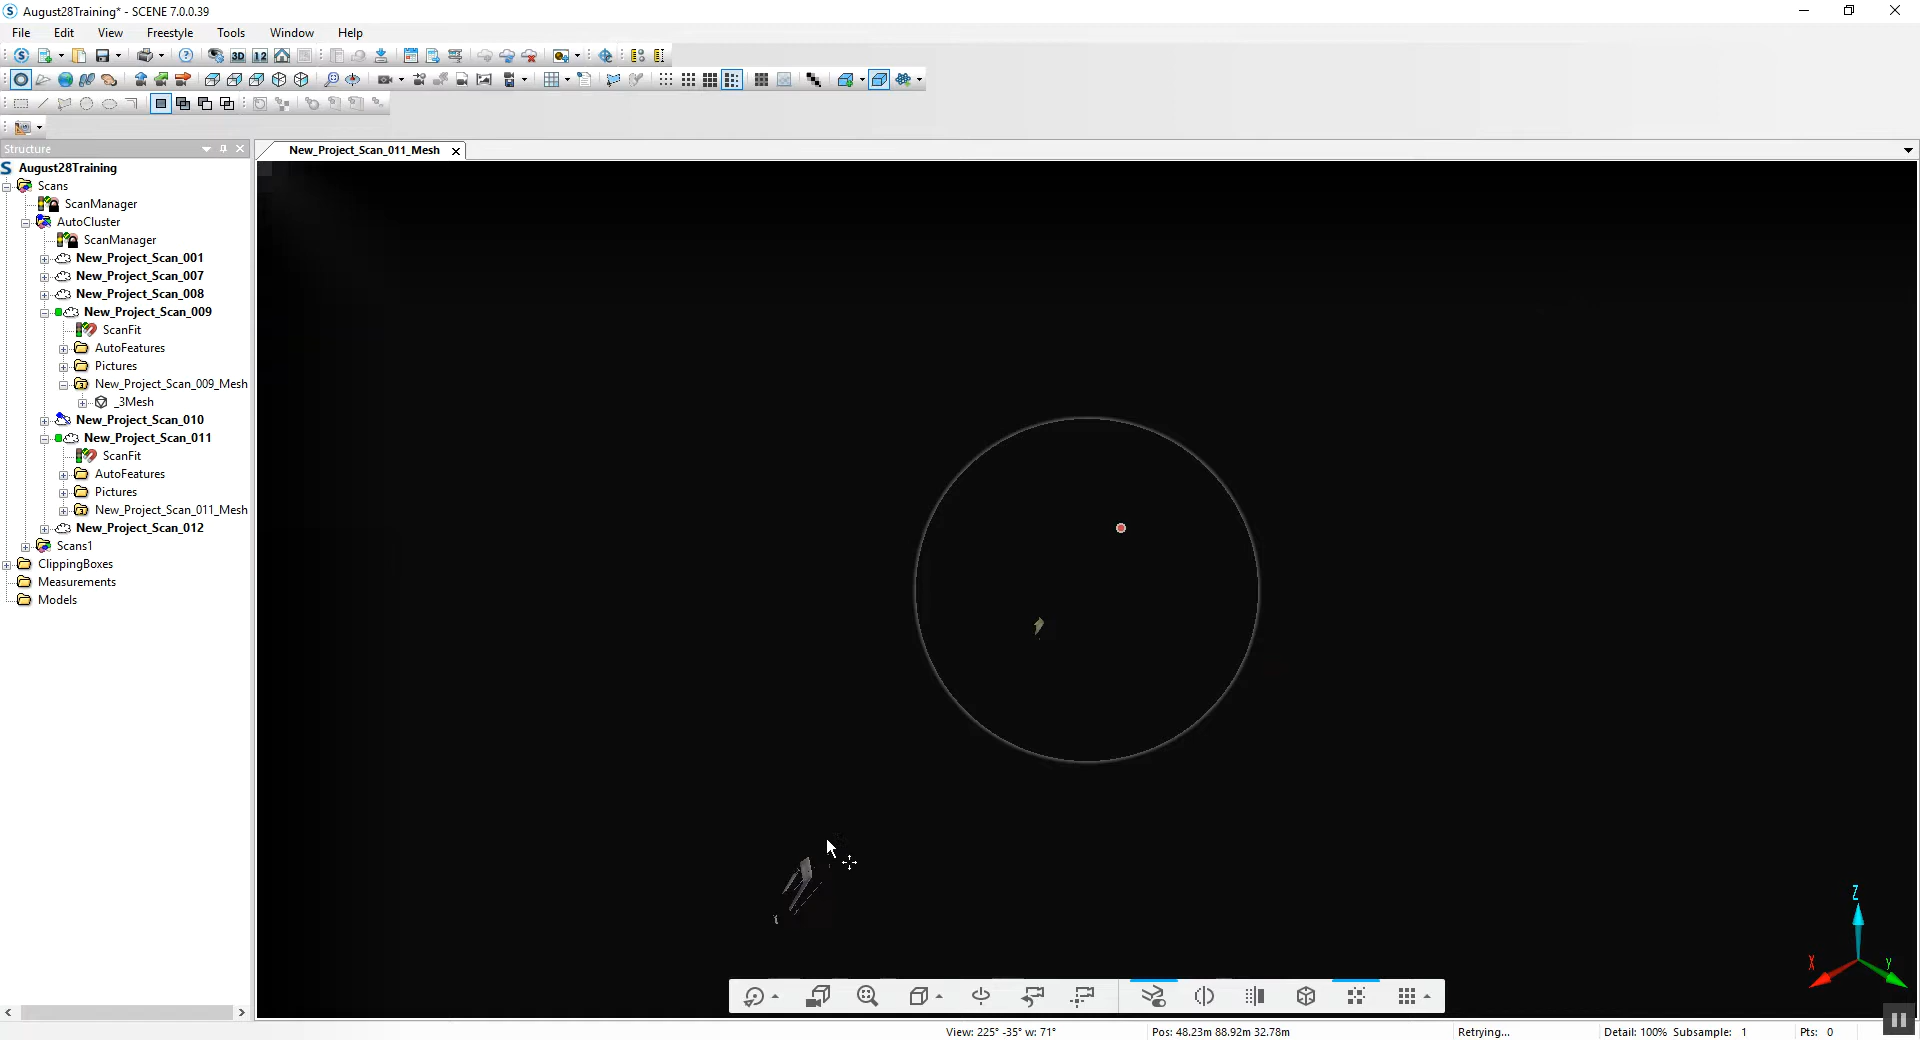 August28Training* - SCENE 7.0.0.39
File Edit View Freestyle Tools Window Help
Structure
New_Project_Scan_011_Mesh
August28Training
Scans
ScanManager
AutoCluster
ScanManager
New_Project_Scan_001
New_Project_Scan_007
New_Project_Scan_008
New_Project_Scan_009
ScanFit
AutoFeatures
Pictures
New_Project_Scan_009_Mesh
_3Mesh
New_Project_Scan_010
New_Project_Scan_011
ScanFit
AutoFeatures
Pictures
New_Project_Scan_011_Mesh
New_Project_Scan_012
Scans1
ClippingBoxes
Measurements
Models
Z
X
y
View: 225° -35° w: 71° Pos: 48.23m 88.92m 32.78m Retrying... Detail: 100% Subsample: 1 Pts: 0